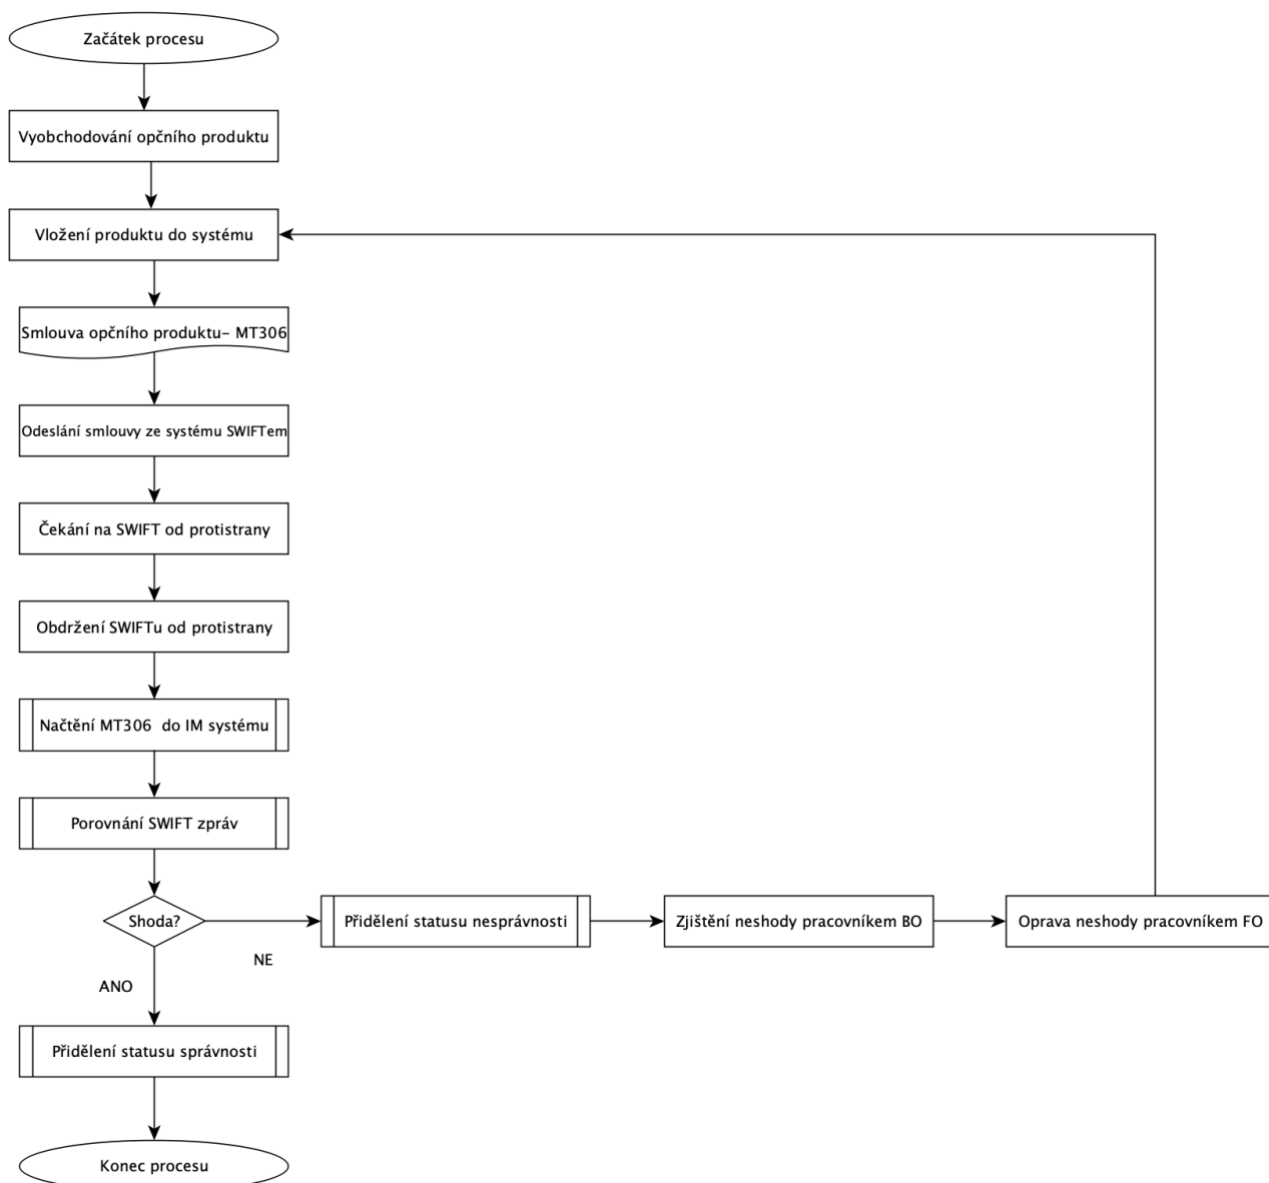 Začátek procesu
Vyobchodování opčního produktu
Vložení produktu do systému
Smlouva opčního produktu- MT306
Odeslání smlouvy ze systému SWIFTem
Čekání na SWIFT od protistrany
Obdržení SWIFTu od protistrany
Načtění MT306 do IM systému
Porovnání SWIFT zpráv
Shoda?
Přidělení statusu nesprávnosti
Zjištění neshody pracovníkem BO
Oprava neshody pracovníkem FO
NE
ANO
Přidělení statusu správnosti
Konec procesu